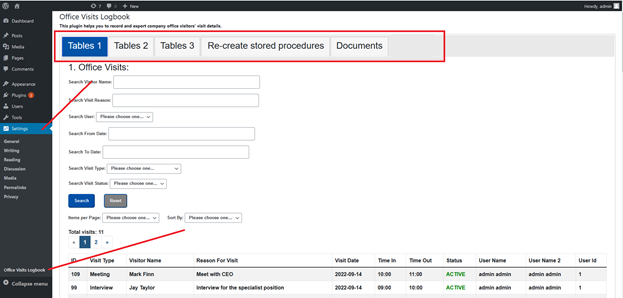 7 0 + New Howdy, admin
Dashboard
Posts
Media
Pages
Comments
Appearance
Plugins 3
Users
Tools
Settings
General
Writing
Reading
Discussion
Media
Permalinks
Privacy
Office Visits Logbook
Collapse menu
Office Visits Logbook
This plugin helps you to record and export company office visitors' visit details.
Tables 1 Tables 2 Tables 3 Re-create stored procedures Documents
1. Office Visits:
Search Visitor Name:
Search Visit Reason:
Search User: Please choose one...
Search From Date:
Search To Date:
Search Visit Type: Please choose one...
Search Visit Status: Please choose one...
Search Reset
Items per Page: Please choose one... Sort By: Please choose one...
Total visits: 11
« 1 2 »
ID Visit Type Visitor Name Reason For Visit Visit Date Time In Time Out Status User Name User Name 2 User Id
109 Meeting Mark Finn Meet with CEO 2022-09-14 10:00 11:00 ACTIVE admin admin admin admin 1
99 Interview Jay Taylor Interview for the specialist position 2022-09-14 09:00 10:00 ACTIVE admin admin admin admin 1